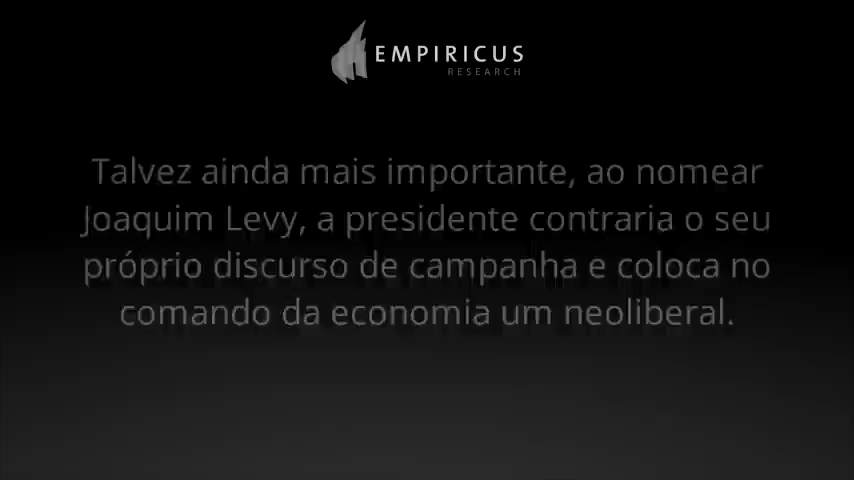 EMPIRICUS
RESEARCH
Talvez ainda mais importante, ao nomear
Joaquim Levy, a presidente contraria o seu
próprio discurso de campanha e coloca no
comando da economia um neoliberal.